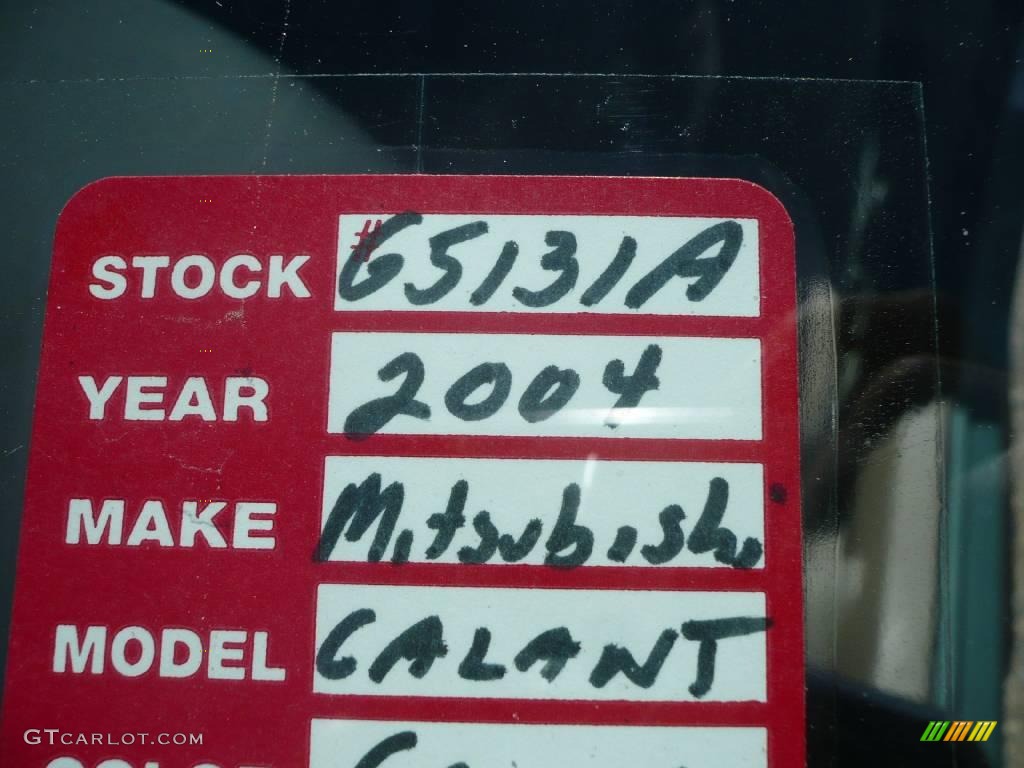 STOCK # G5131A
YEAR 2004
MAKE Mitsubishi
MODEL GALANT
GTCARLOT.COM